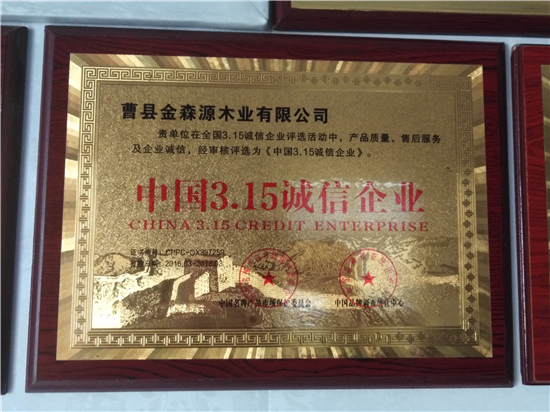 曹县金森源木业有限公司
贵单位在全国3.15诚信企业评选活动中，产品质量、售后服务
及企业诚信，经审核评选为《中国3.15诚信企业》。
中国3.15诚信企业
CHINA 3.15 CREDIT ENTERPRISE